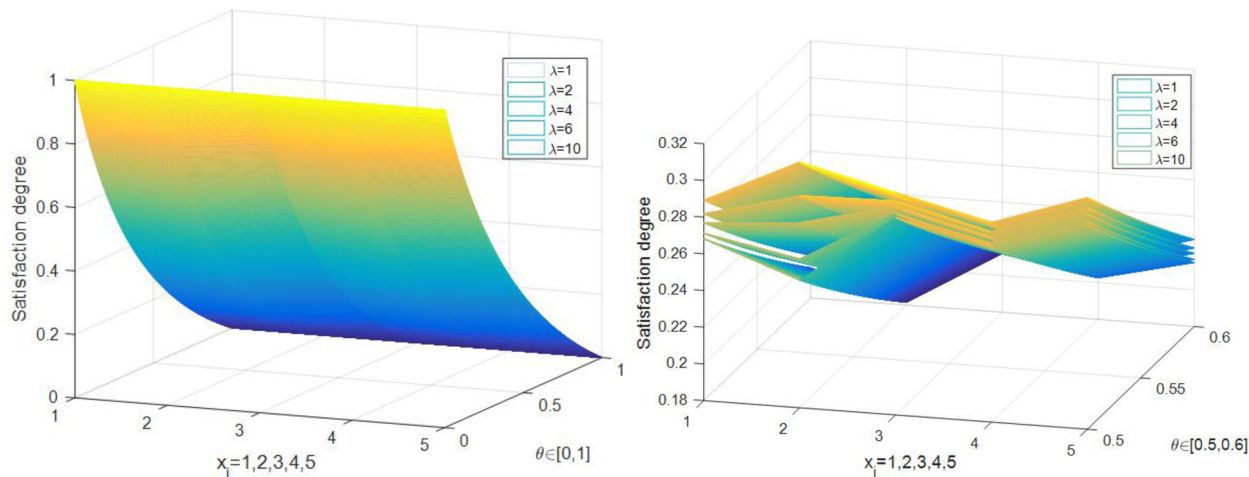 1
0.8
0.6
0.4
0.2
0
Satisfaction degree
1
2
3
4
5
x_i=1,2,3,4,5
0
0.5
1
θ∈[0,1]
λ=1
λ=2
λ=4
λ=6
λ=10
0.32
0.3
0.28
0.26
0.24
0.22
0.2
0.18
Satisfaction degree
1
2
3
4
5
x_i=1,2,3,4,5
0.5
0.55
0.6
θ∈[0.5,0.6]
λ=1
λ=2
λ=4
λ=6
λ=10